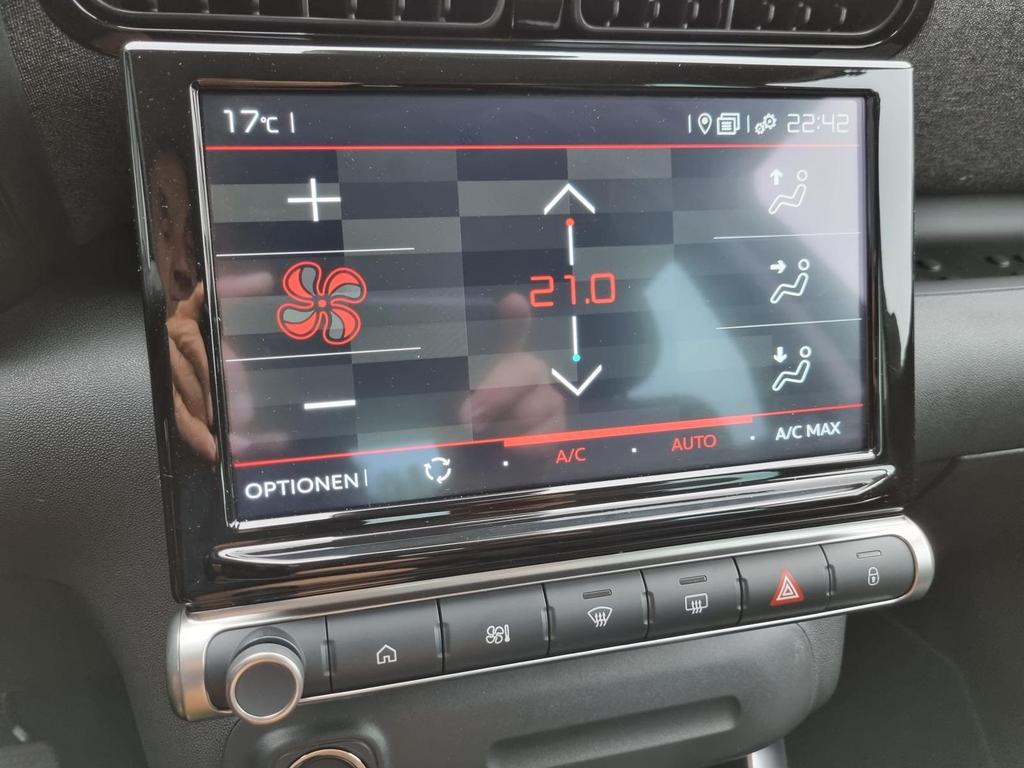 17°C
22:42
21.0
OPTIONEN
A/C
AUTO
A/C MAX